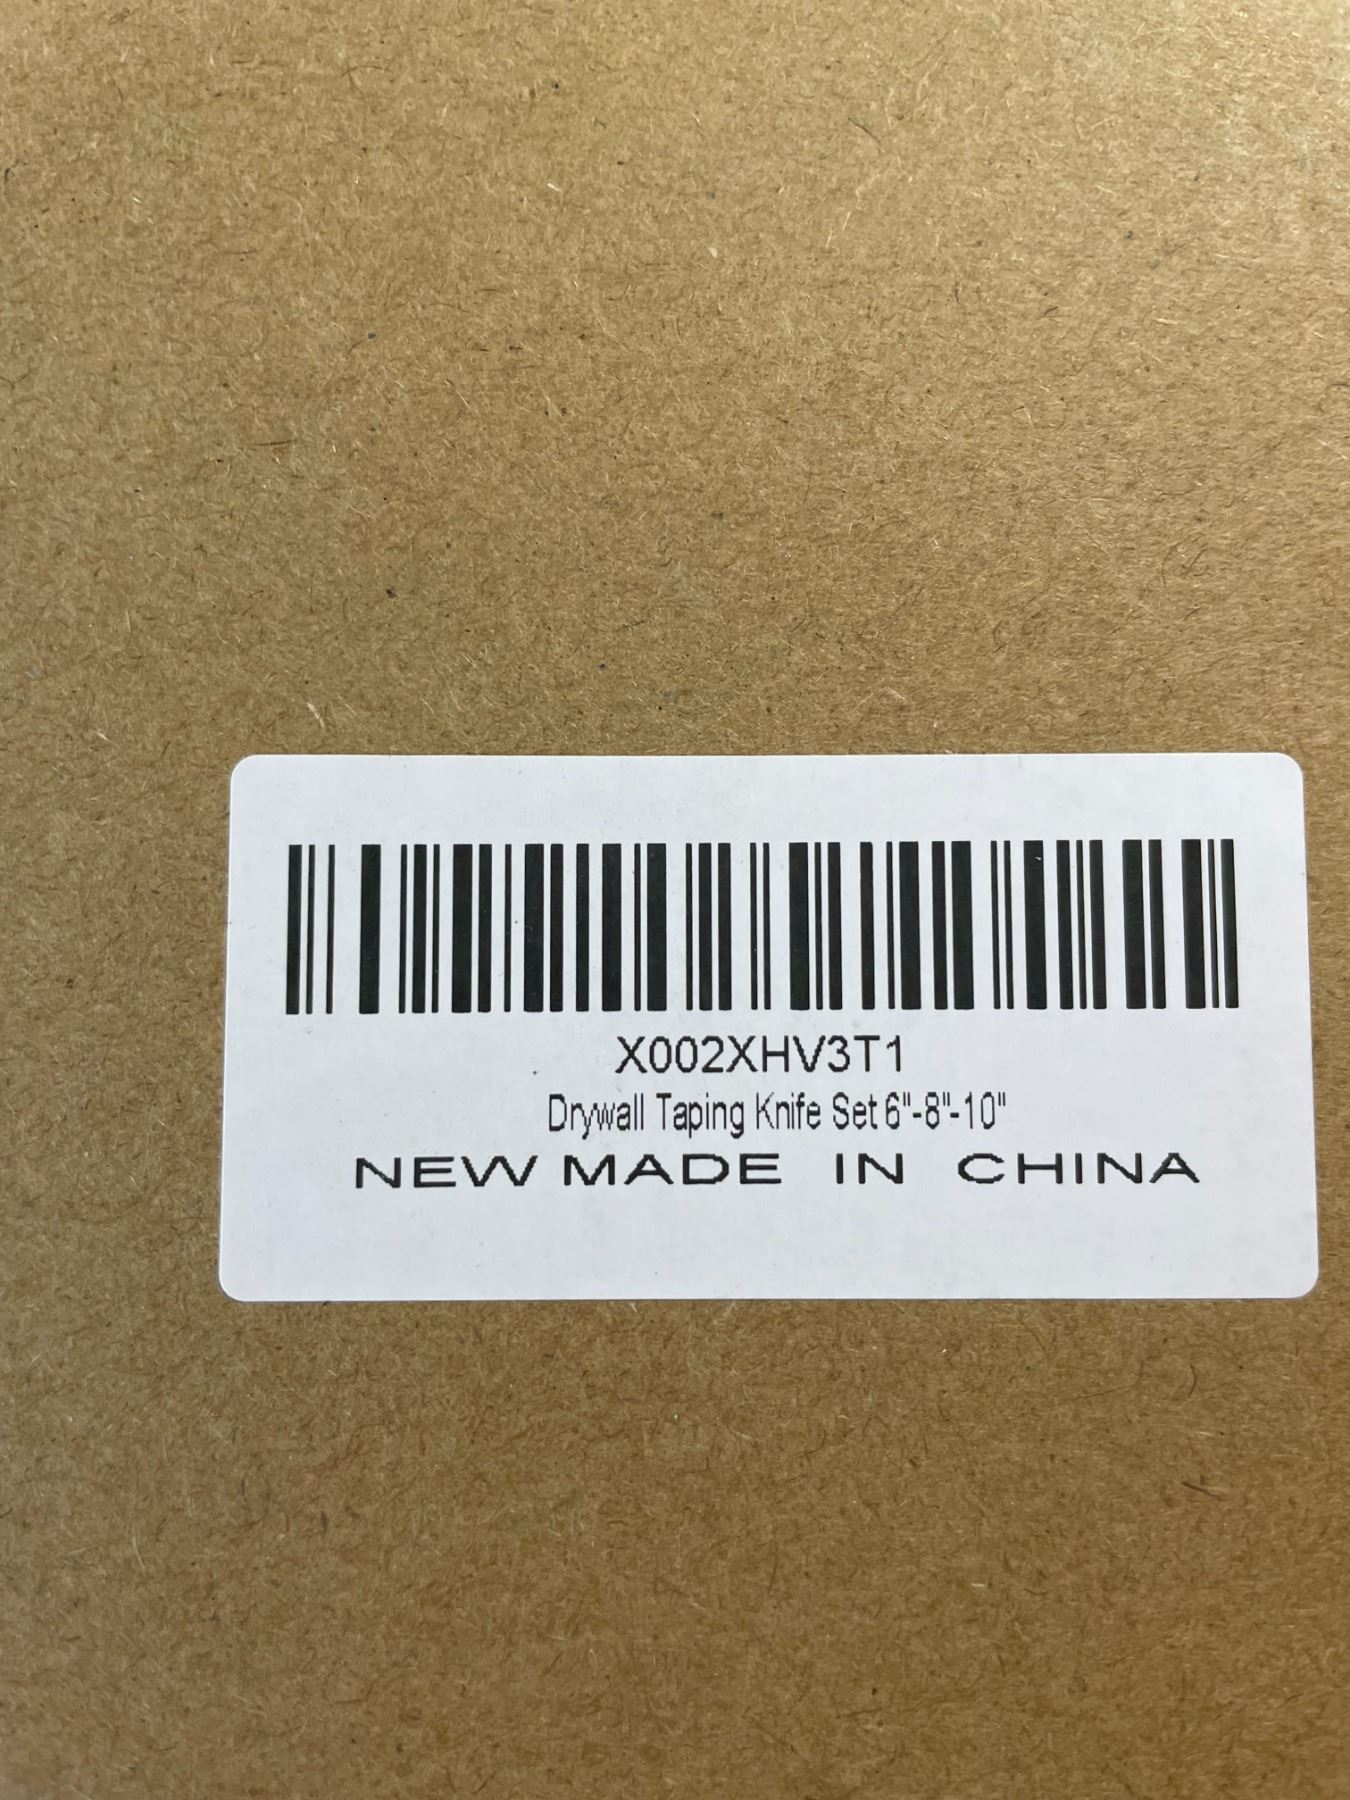 X002XHV3T1
Drywall Taping Knife Set 6"-8"-10"
NEW MADE IN CHINA